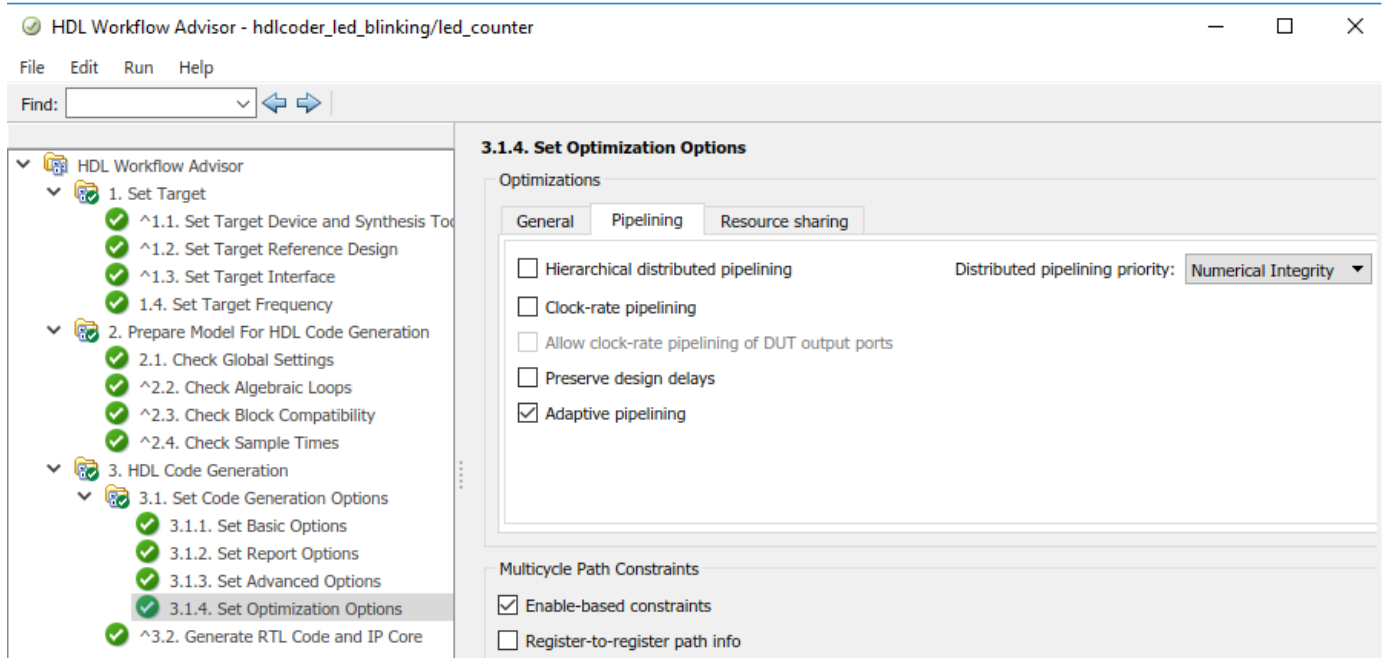 HDL Workflow Advisor - hdlcoder_led_blinking/led_counter
File Edit Run Help
Find:
HDL Workflow Advisor
1. Set Target
^1.1. Set Target Device and Synthesis Too
^1.2. Set Target Reference Design
^1.3. Set Target Interface
1.4. Set Target Frequency
2. Prepare Model For HDL Code Generation
2.1. Check Global Settings
^2.2. Check Algebraic Loops
^2.3. Check Block Compatibility
^2.4. Check Sample Times
3. HDL Code Generation
3.1. Set Code Generation Options
3.1.1. Set Basic Options
3.1.2. Set Report Options
3.1.3. Set Advanced Options
3.1.4. Set Optimization Options
^3.2. Generate RTL Code and IP Core
3.1.4. Set Optimization Options
Optimizations
General Pipelining Resource sharing
Hierarchical distributed pipelining Distributed pipelining priority: Numerical Integrity
Clock-rate pipelining
Allow clock-rate pipelining of DUT output ports
Preserve design delays
Adaptive pipelining
Multicycle Path Constraints
Enable-based constraints
Register-to-register path info